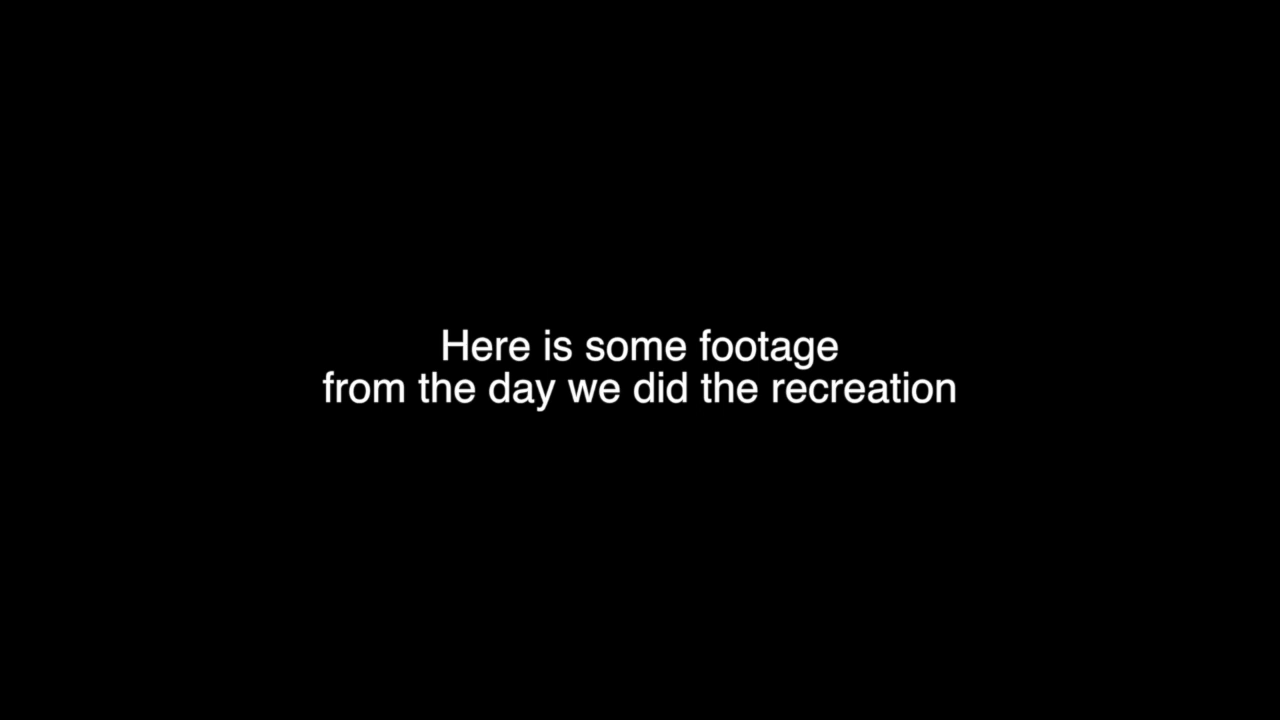 Here is some footage
from the day we did the recreation